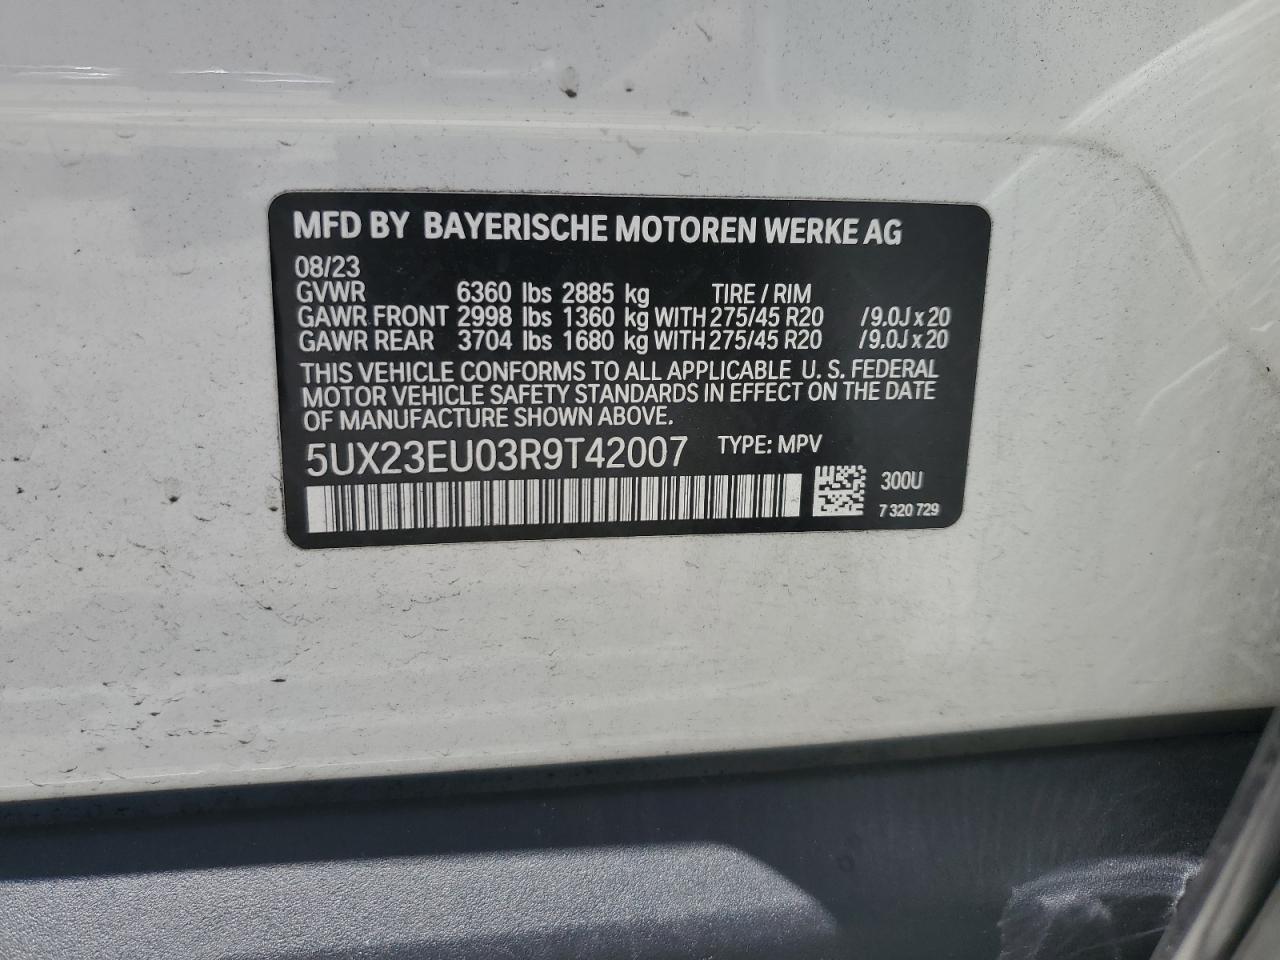 MFD BY BAYERISCHE MOTOREN WERKE AG
08/23
GVWR 6360 lbs 2885 kg TIRE / RIM
GAWR FRONT 2998 lbs 1360 kg WITH 275/45 R20 /9.0J x 20
GAWR REAR 3704 lbs 1680 kg WITH 275/45 R20 /9.0J x 20
THIS VEHICLE CONFORMS TO ALL APPLICABLE U. S. FEDERAL
MOTOR VEHICLE SAFETY STANDARDS IN EFFECT ON THE DATE
OF MANUFACTURE SHOWN ABOVE.
5UX23EU03R9T42007 TYPE: MPV
300U
7 320 729